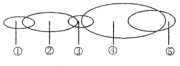 ① ② ③ ④ ⑤